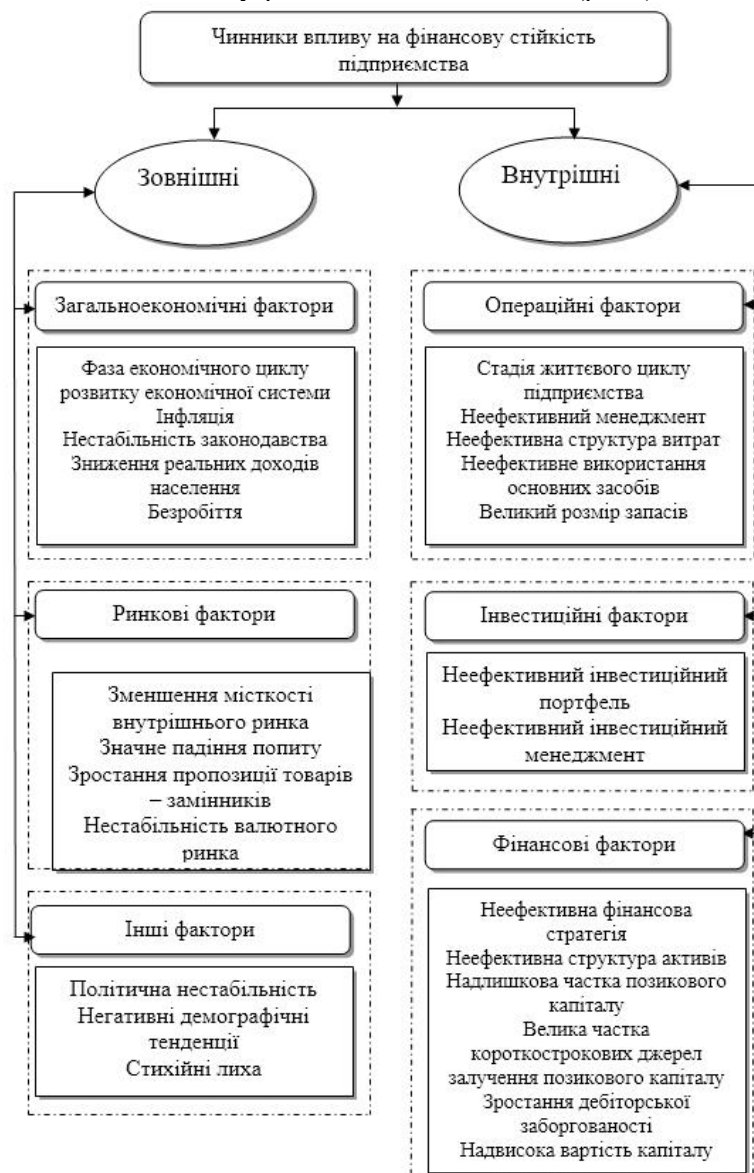 Чинники впливу на фінансову стійкість
підприємства
Зовнішні
Внутрішні
Загальноекономічні фактори
Фаза економічного циклу
розвитку економічної системи
Інфляція
Нестабільність законодавства
Зниження реальних доходів
населення
Безробіття
Ринкові фактори
Зменшення місткості
внутрішнього ринка
Значне падіння попиту
Зростання пропозиції товарів
– замінників
Нестабільність валютного
ринка
Інші фактори
Політична нестабільність
Негативні демографічні
тенденції
Стихійні лиха
Операційні фактори
Стадія життєвого циклу
підприємства
Неефективний менеджмент
Неефективна структура витрат
Неефективне використання
основних засобів
Великий розмір запасів
Інвестиційні фактори
Неефективний інвестиційний
портфель
Неефективний інвестиційний
менеджмент
Фінансові фактори
Неефективна фінансова
стратегія
Неефективна структура активів
Надлишкова частка позикового
капіталу
Велика частка
короткострокових джерел
залучення позикового капіталу
Зростання дебіторської
заборгованості
Надвисока вартість капіталу